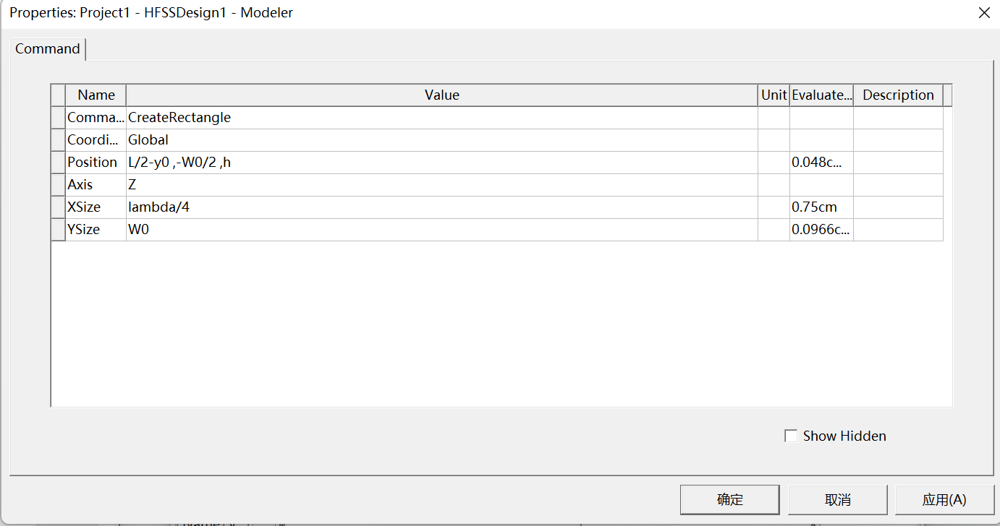 Properties: Project1 - HFSSDesign1 - Modeler
Command
Name Value Unit Evaluate... Description
Comma... CreateRectangle
Coordi... Global
Position L/2-y0 ,-W0/2 ,h 0.048c...
Axis Z
XSize lambda/4 0.75cm
YSize W0 0.0966c...
Show Hidden
确定 取消 应用(A)